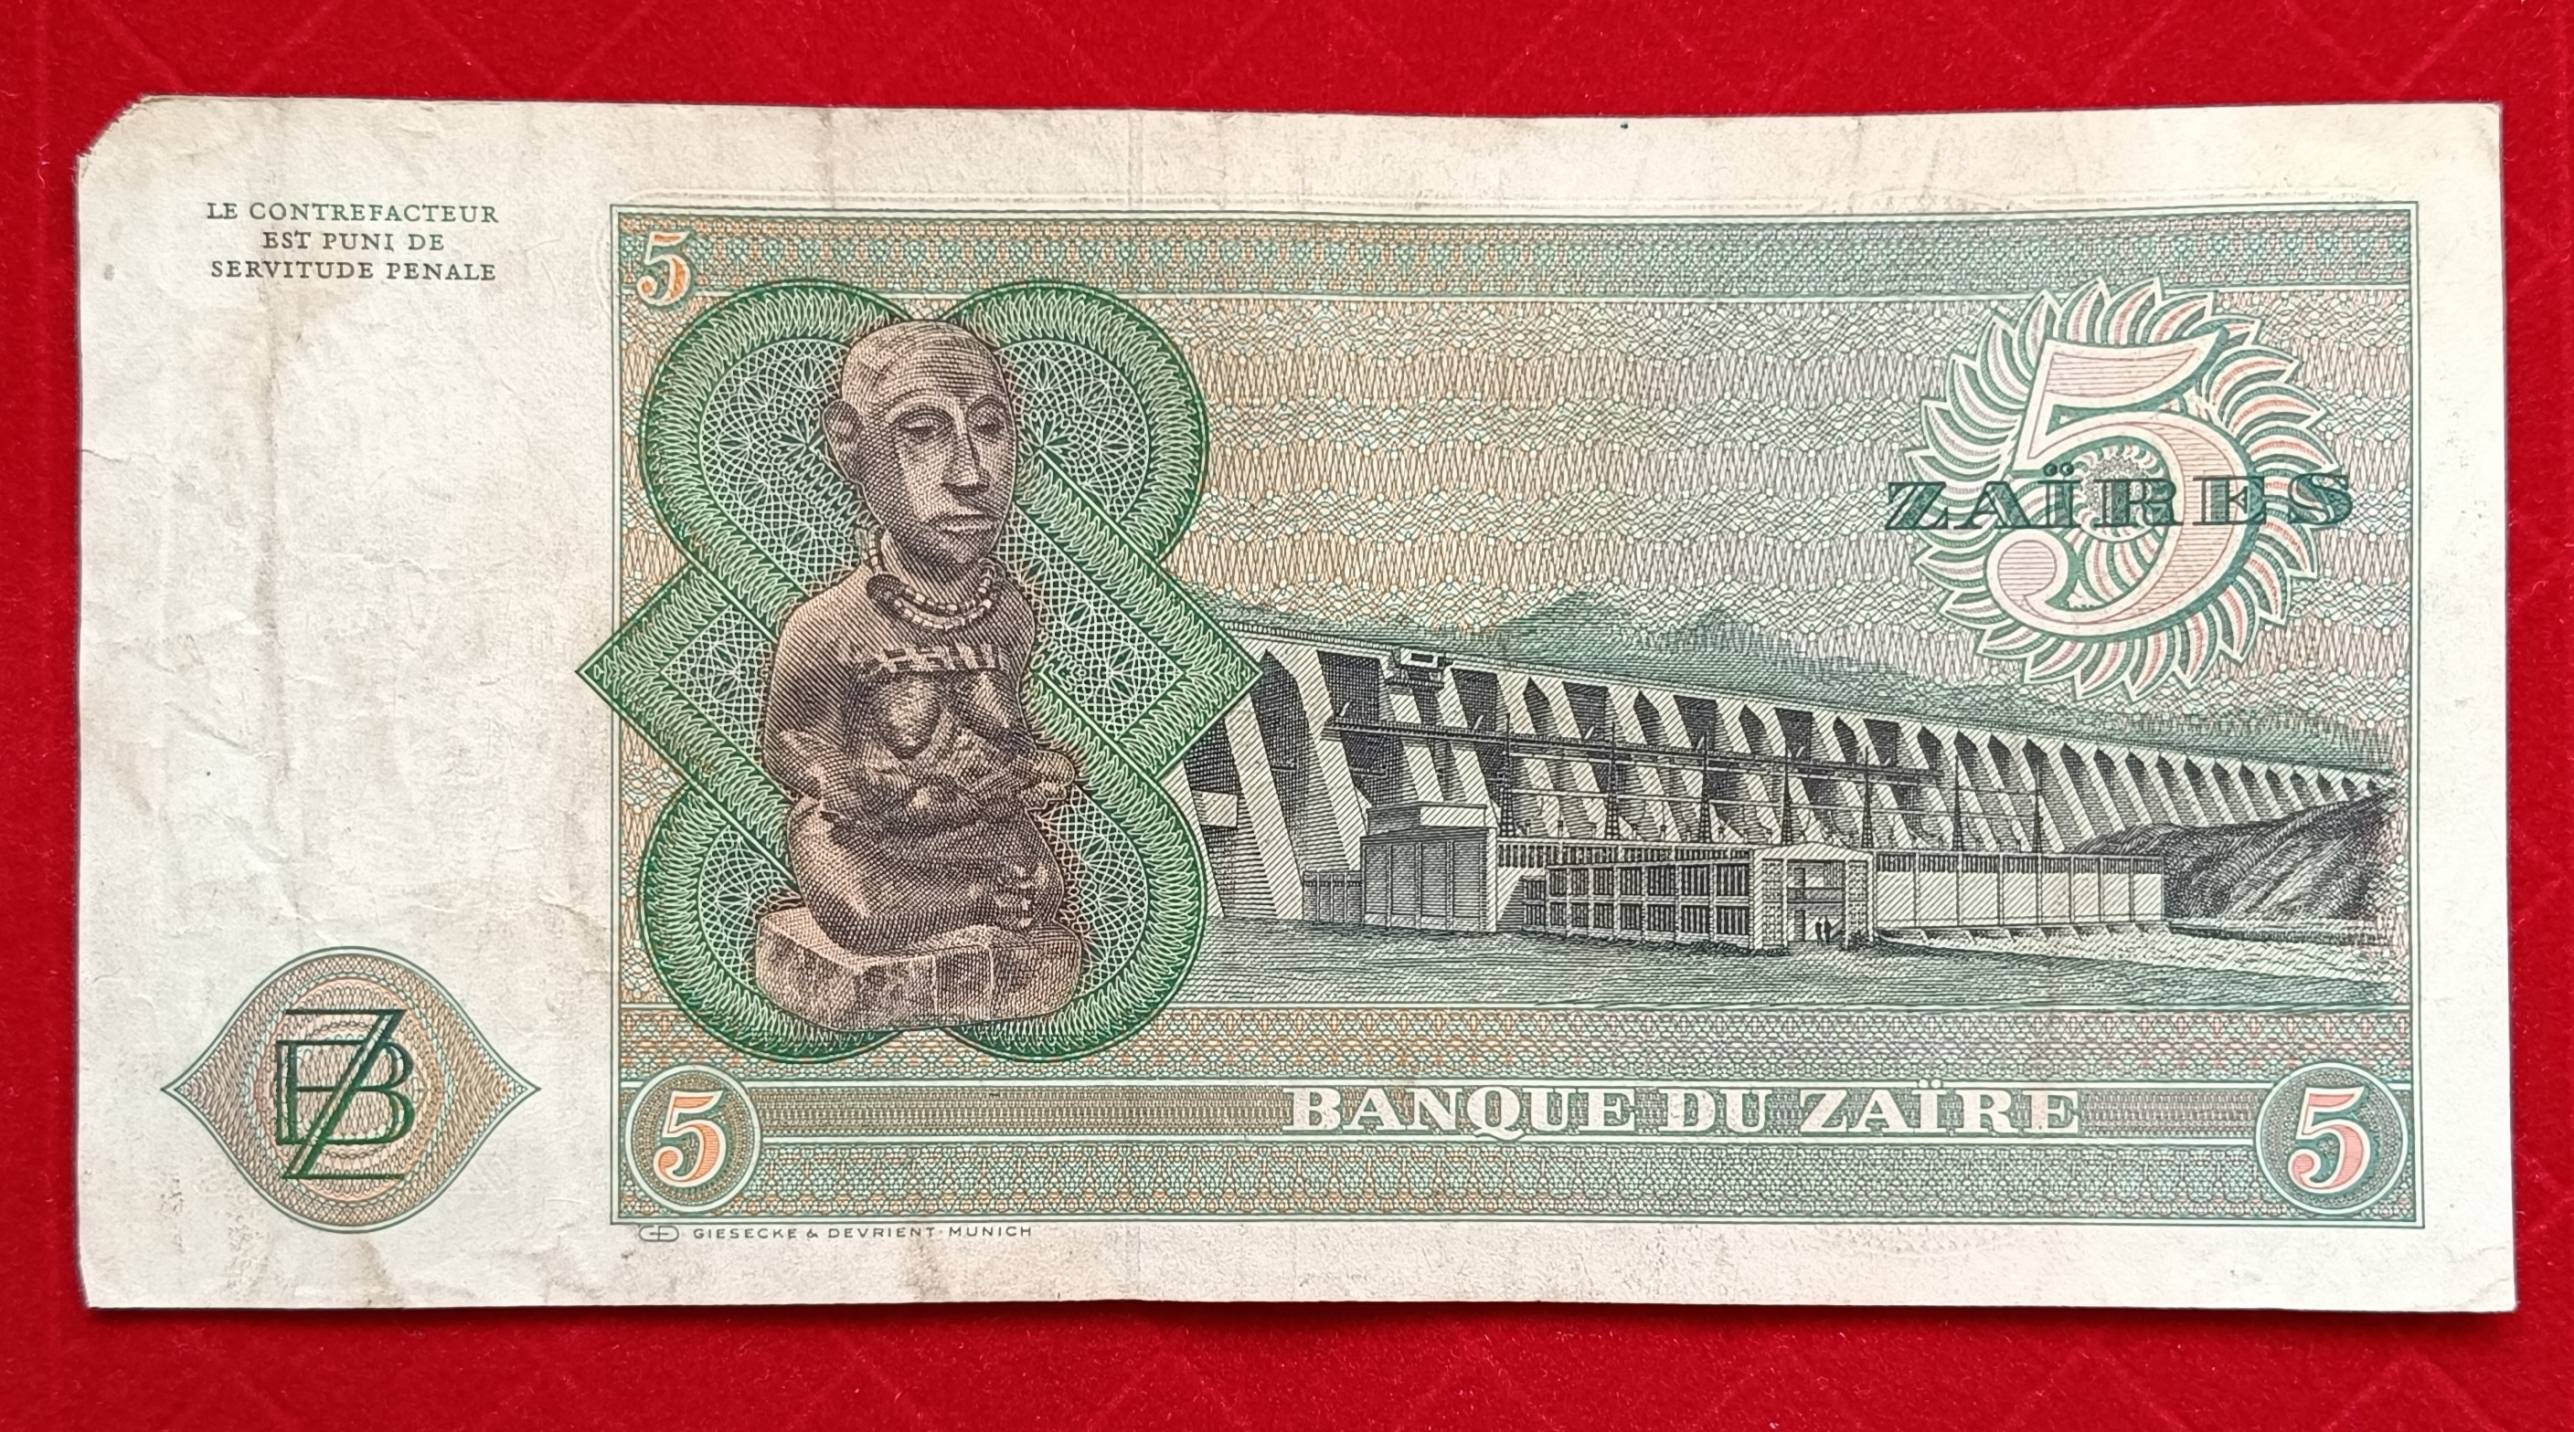 LE CONTREFACTEUR
EST PUNI DE
SERVITUDE PENALE
5
5
ZAÏRES
BZ
5
BANQUE DU ZAÏRE
5
GD GIESECKE & DEVRIENT·MUNICH